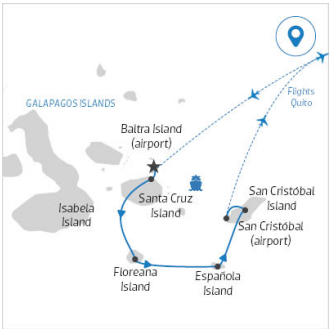 GALAPAGOS ISLANDS
Flights
Quito
Baltra Island
(airport)
Santa Cruz
Island
Isabela
Island
San Cristóbal
Island
San Cristóbal
(airport)
Floreana
Island
Española
Island